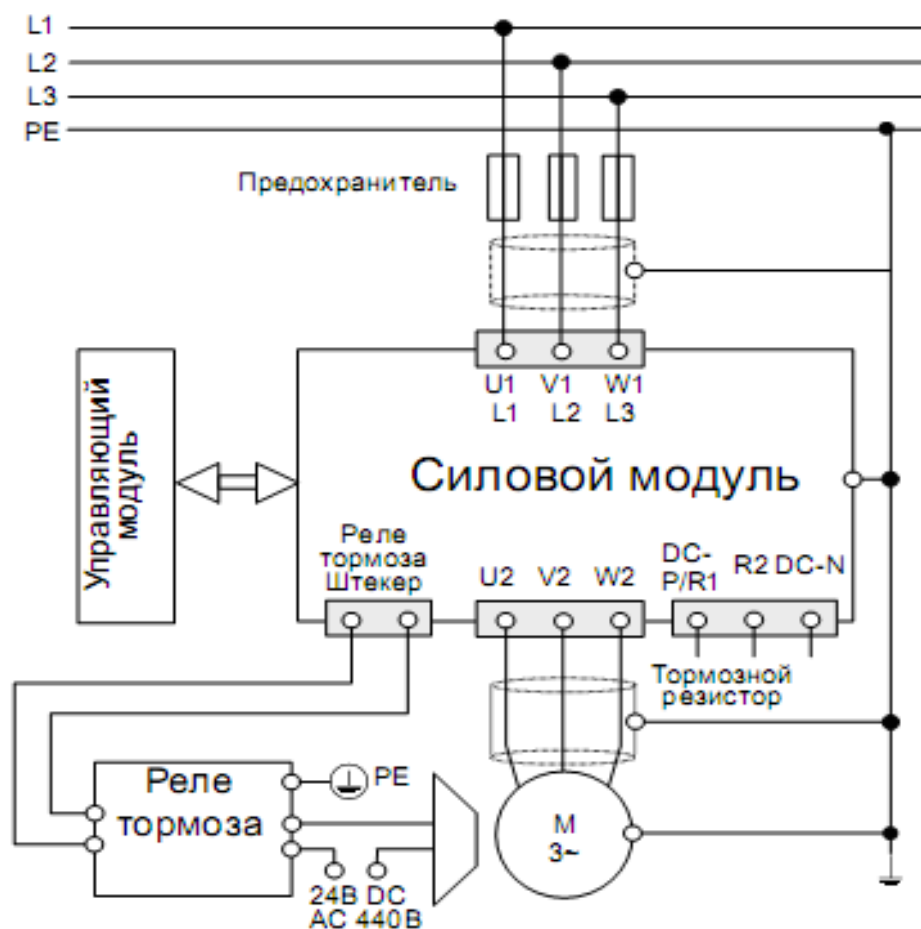 L1
L2
L3
PE
Предохранитель
U1 V1 W1
L1 L2 L3
Управляющий
модуль
Силовой модуль
Реле
тормоза
Штекер
U2 V2 W2
DC-
P/R1
R2 DC-N
Тормозной
резистор
Реле
тормоза
PE
М
3~
24В DC
AC 440В